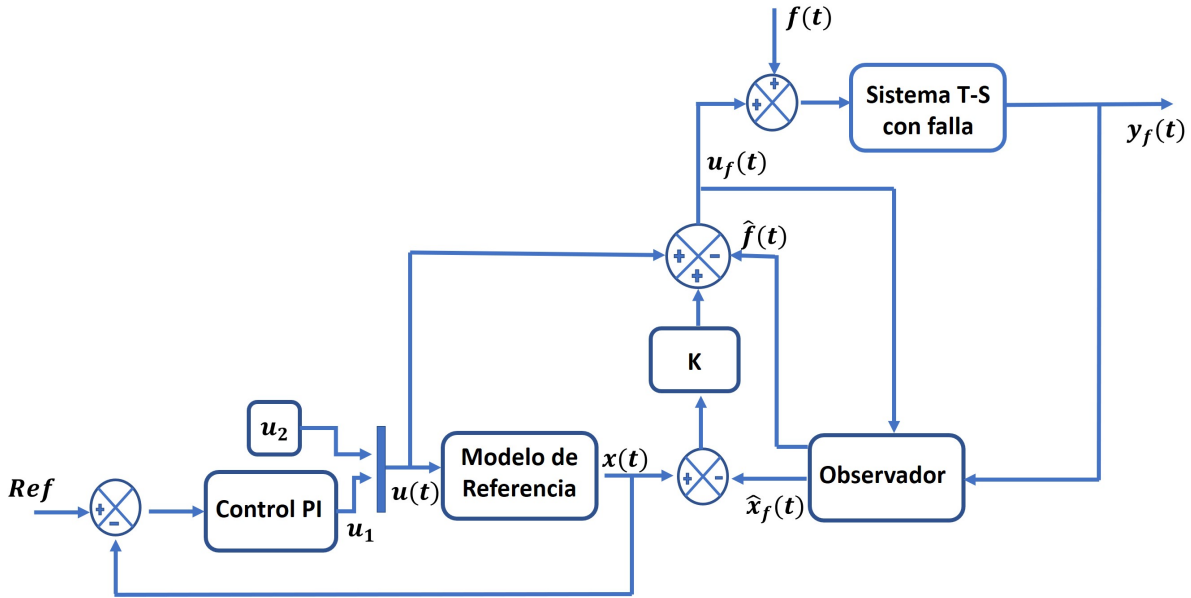 f(t)
Sistema T-S
con falla
y_f(t)
u_f(t)
f̂(t)
+
+
+
-
+
K
u_2
Modelo de
Referencia
x(t)
+
-
Observador
x̂_f(t)
Ref
+
-
Control PI
u_1
u(t)